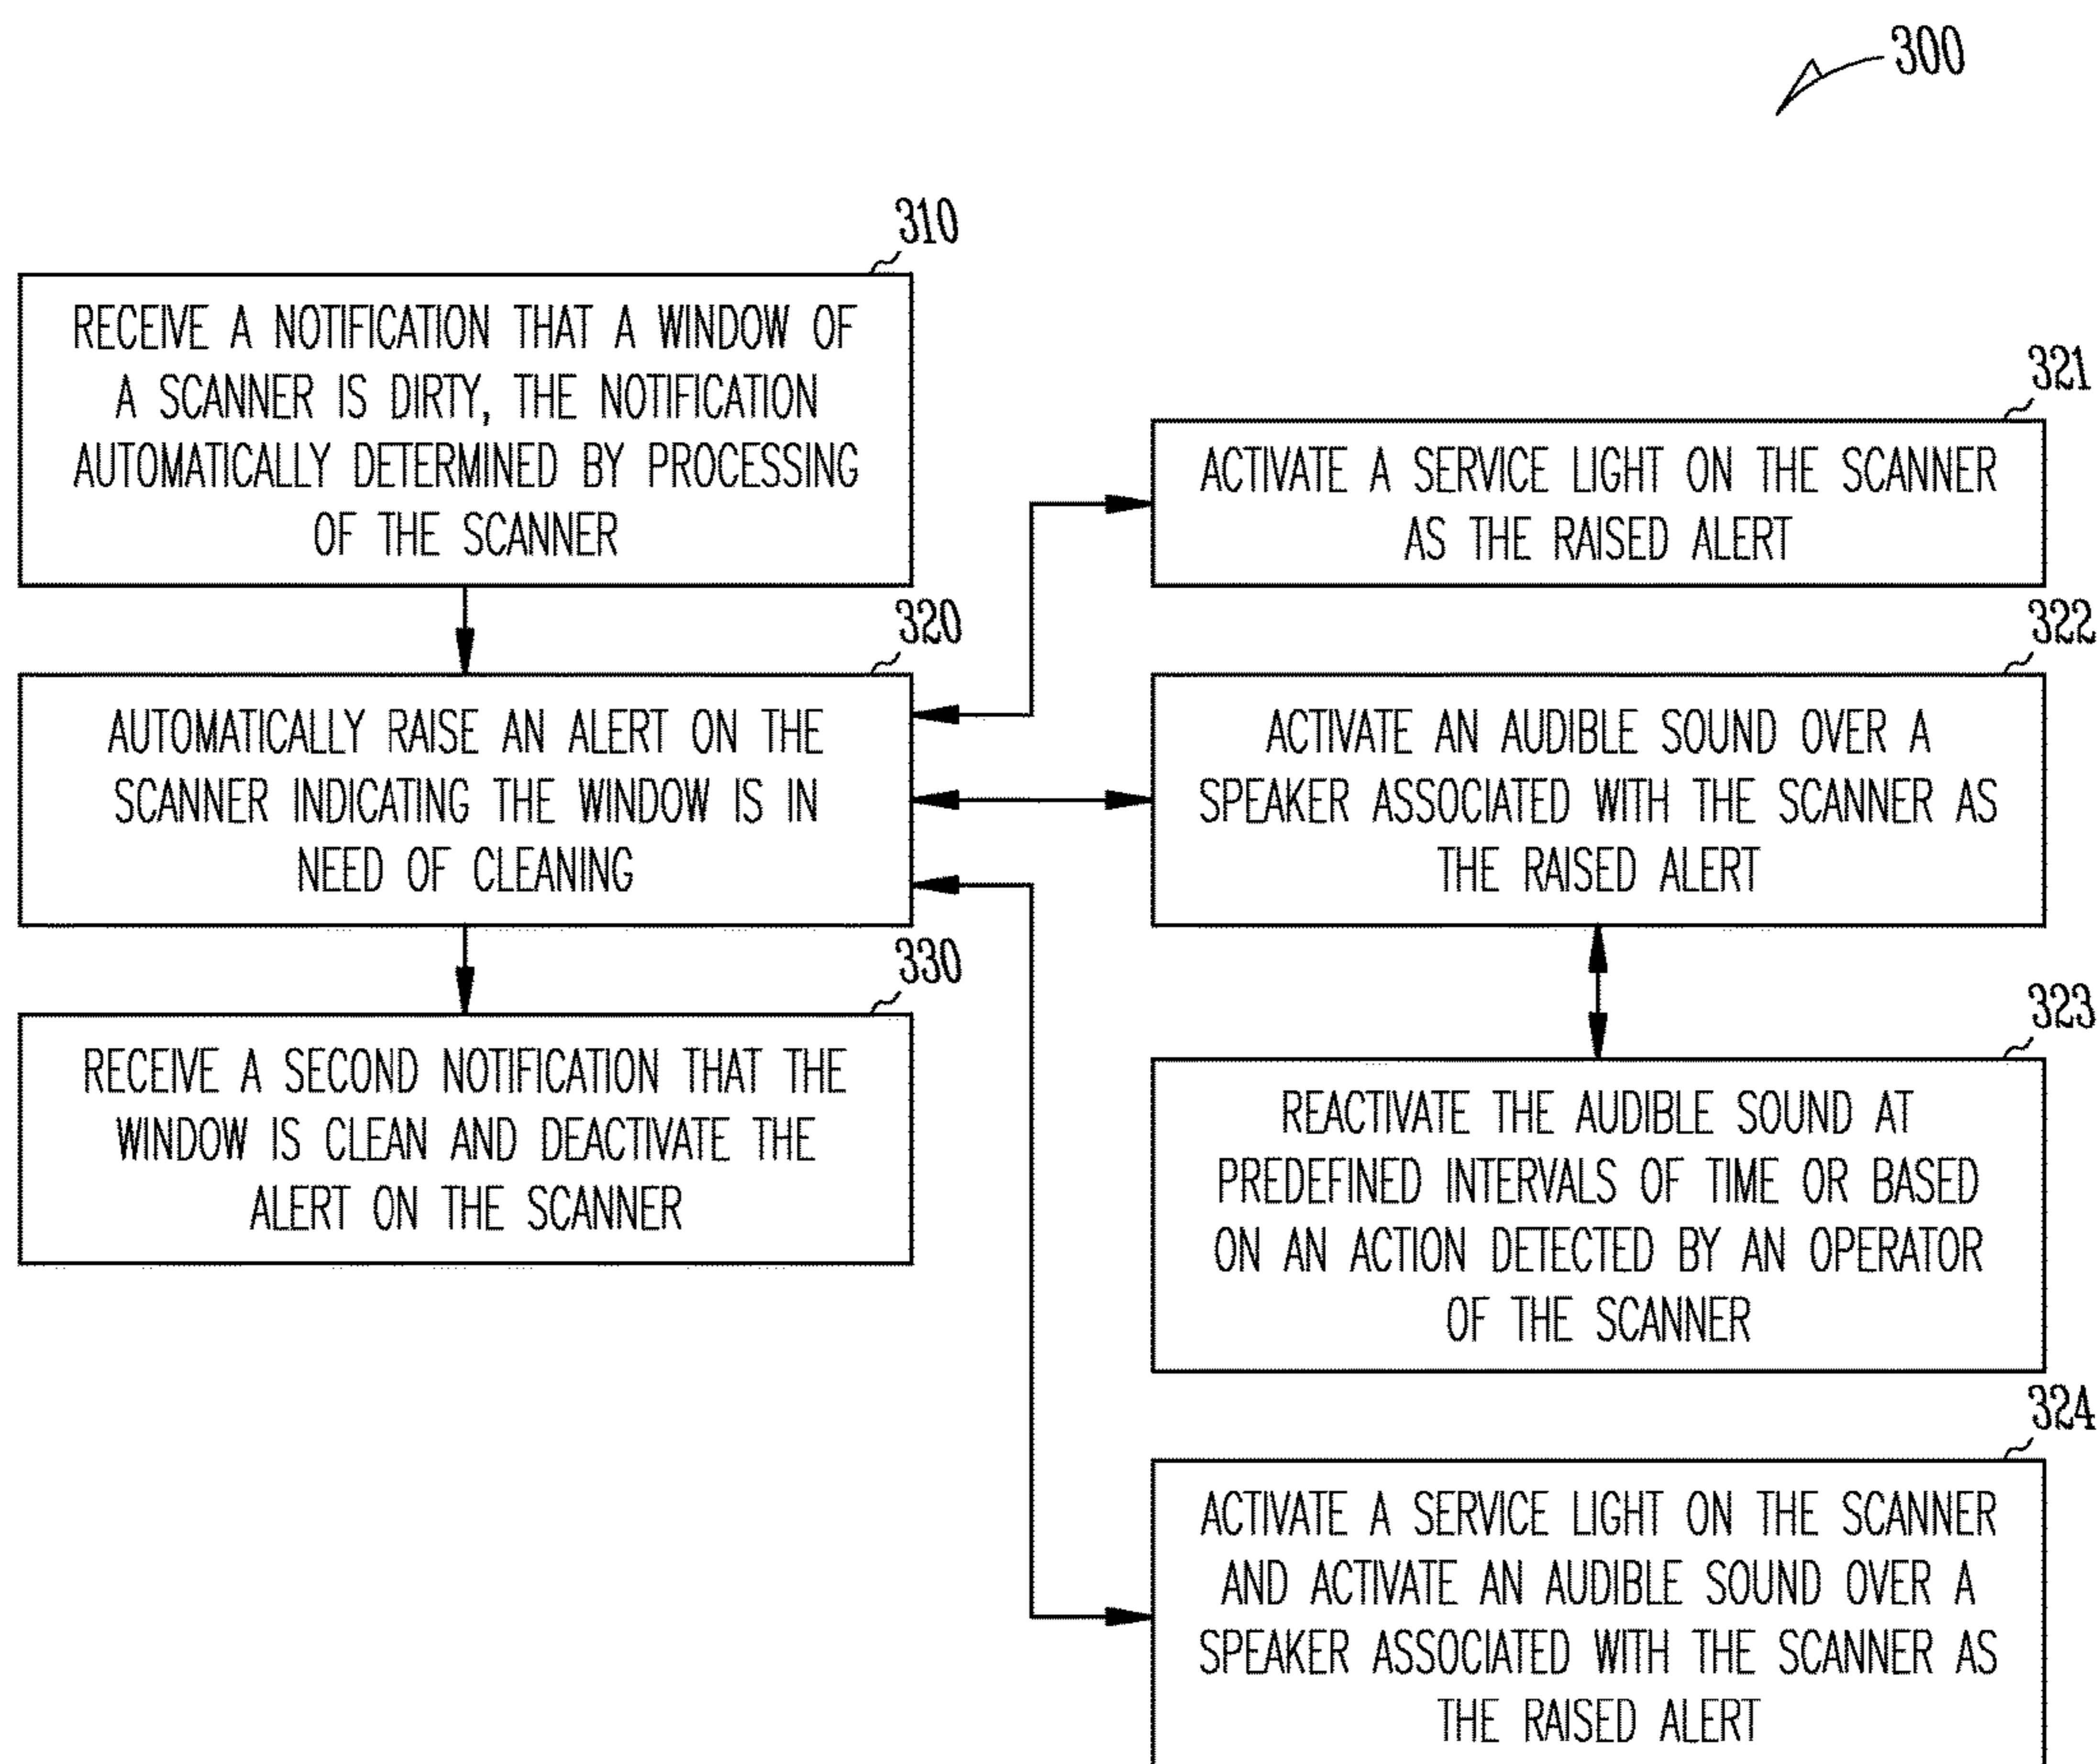 300
310
RECEIVE A NOTIFICATION THAT A WINDOW OF
A SCANNER IS DIRTY, THE NOTIFICATION
AUTOMATICALLY DETERMINED BY PROCESSING
OF THE SCANNER
320
AUTOMATICALLY RAISE AN ALERT ON THE
SCANNER INDICATING THE WINDOW IS IN
NEED OF CLEANING
330
RECEIVE A SECOND NOTIFICATION THAT THE
WINDOW IS CLEAN AND DEACTIVATE THE
ALERT ON THE SCANNER
321
ACTIVATE A SERVICE LIGHT ON THE SCANNER
AS THE RAISED ALERT
322
ACTIVATE AN AUDIBLE SOUND OVER A
SPEAKER ASSOCIATED WITH THE SCANNER AS
THE RAISED ALERT
323
REACTIVATE THE AUDIBLE SOUND AT
PREDEFINED INTERVALS OF TIME OR BASED
ON AN ACTION DETECTED BY AN OPERATOR
OF THE SCANNER
324
ACTIVATE A SERVICE LIGHT ON THE SCANNER
AND ACTIVATE AN AUDIBLE SOUND OVER A
SPEAKER ASSOCIATED WITH THE SCANNER AS
THE RAISED ALERT